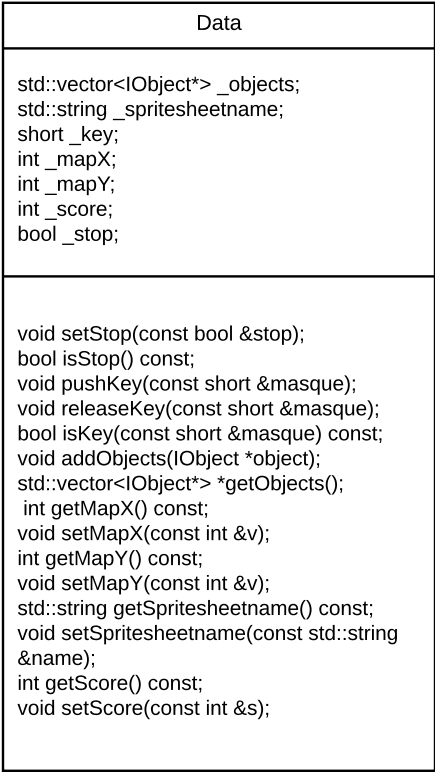 Data
std::vector<IObject*> _objects;
std::string _spritesheetname;
short _key;
int _mapX;
int _mapY;
int _score;
bool _stop;
void setStop(const bool &stop);
bool isStop() const;
void pushKey(const short &masque);
void releaseKey(const short &masque);
bool isKey(const short &masque) const;
void addObjects(IObject *object);
std::vector<IObject*> *getObjects();
int getMapX() const;
void setMapX(const int &v);
int getMapY() const;
void setMapY(const int &v);
std::string getSpritesheetname() const;
void setSpritesheetname(const std::string
&name);
int getScore() const;
void setScore(const int &s);